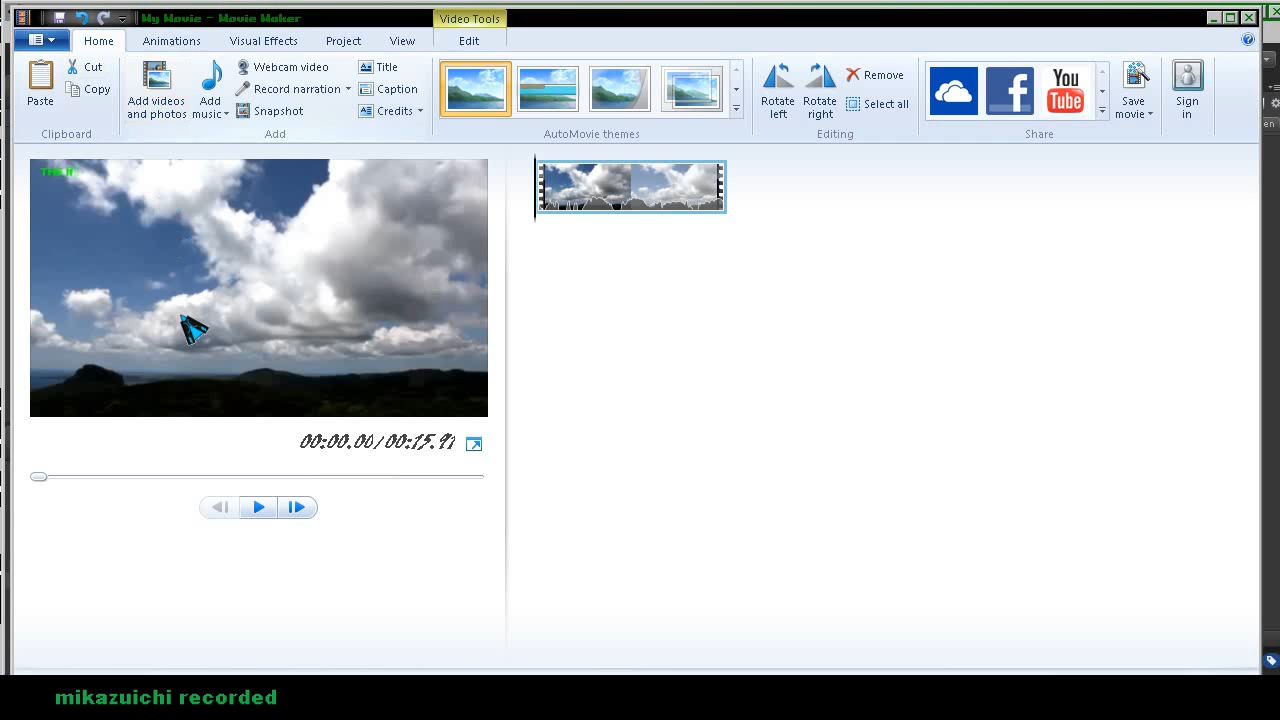 My Movie - Movie Maker
Video Tools
Home
Animations
Visual Effects
Project
View
Edit
Paste
Cut
Copy
Clipboard
Add videos
and photos
Add
music
Webcam video
Record narration
Snapshot
Title
Caption
Credits
Add
AutoMovie themes
Rotate
left
Rotate
right
Remove
Select all
Editing
You
Tube
Share
Save
movie
Sign
in
en
00:00.00/00:15.91
mikazuichi recorded